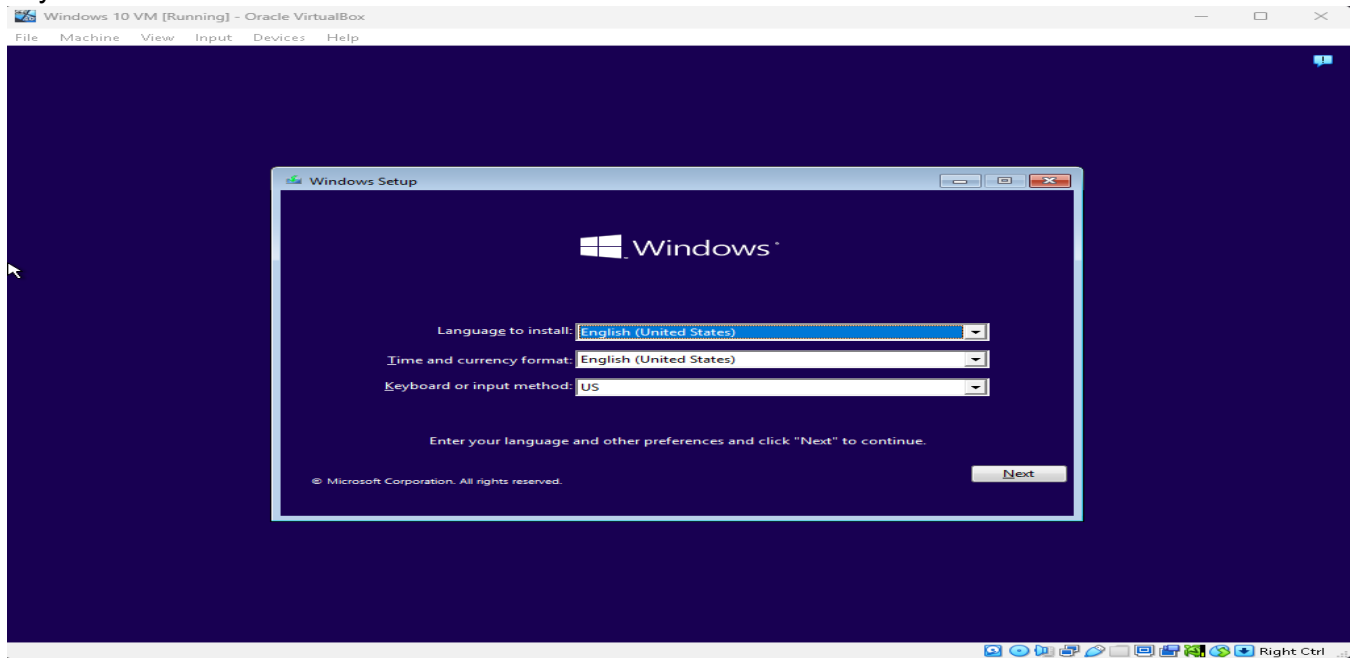 Windows 10 VM [Running] - Oracle VirtualBox
File Machine View Input Devices Help
Windows Setup
Windows
Language to install: English (United States)
Time and currency format: English (United States)
Keyboard or input method: US
Enter your language and other preferences and click "Next" to continue.
© Microsoft Corporation. All rights reserved.
Next
Right Ctrl